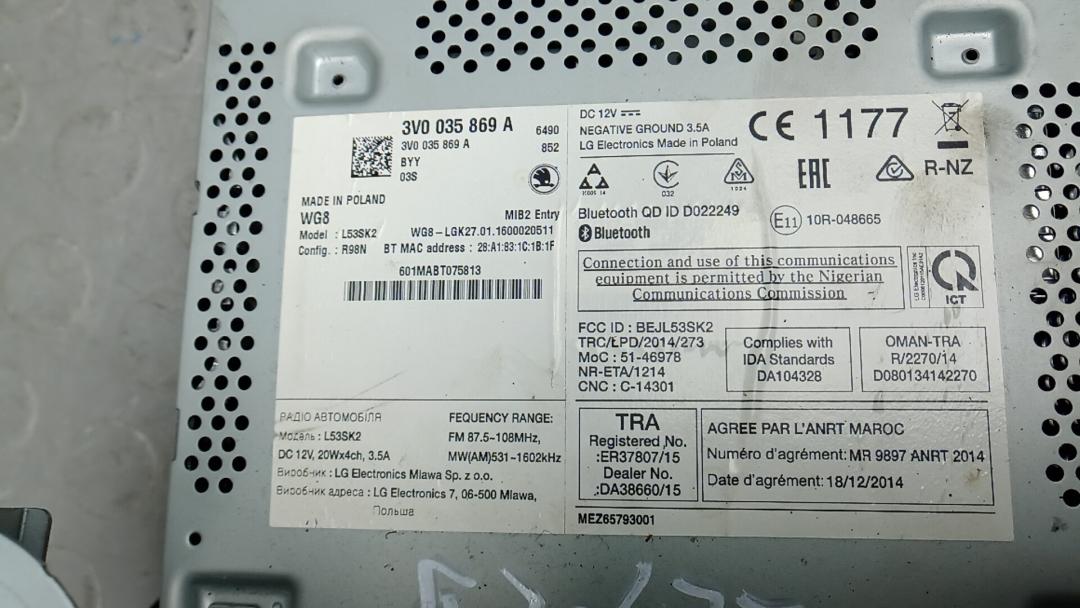 3V0 035 869 A
3V0 035 869 A
BYY
03S
6490
852
MADE IN POLAND
WG8
MIB2 Entry
Model : L53SK2
WG8-LGK27.01.1600020511
Config. : R98N
BT MAC address : 28:A1:83:1C:1B:1F
601MABT075813
DC 12V
NEGATIVE GROUND 3.5A
LG Electronics Made in Poland
CE 1177
032
1024
EAC
R-NZ
Bluetooth QD ID D022249
Bluetooth
E11 10R-048665
Connection and use of this communications
equipment is permitted by the Nigerian
Communications Commission
ICT
FCC ID : BEJL53SK2
TRC/LPD/2014/273
MoC : 51-46978
NR-ETA/1214
CNC : C-14301
Complies with
IDA Standards
DA104328
OMAN-TRA
R/2270/14
D080134142270
РАДІО АВТОМОБІЛЯ
Модель : L53SK2
DC 12V, 20Wx4ch, 3.5A
Виробник : LG Electronics Mlawa Sp. z o.o.
Виробник адреса : LG Electronics 7, 06-500 Mlawa,
Польша
FEQUENCY RANGE:
FM 87.5~108MHz,
MW(AM)531~1602kHz
TRA
Registered No.
:ER37807/15
Dealer No.
:DA38660/15
AGREE PAR L'ANRT MAROC
Numéro d'agrément: MR 9897 ANRT 2014
Date d'agrément: 18/12/2014
MEZ65793001